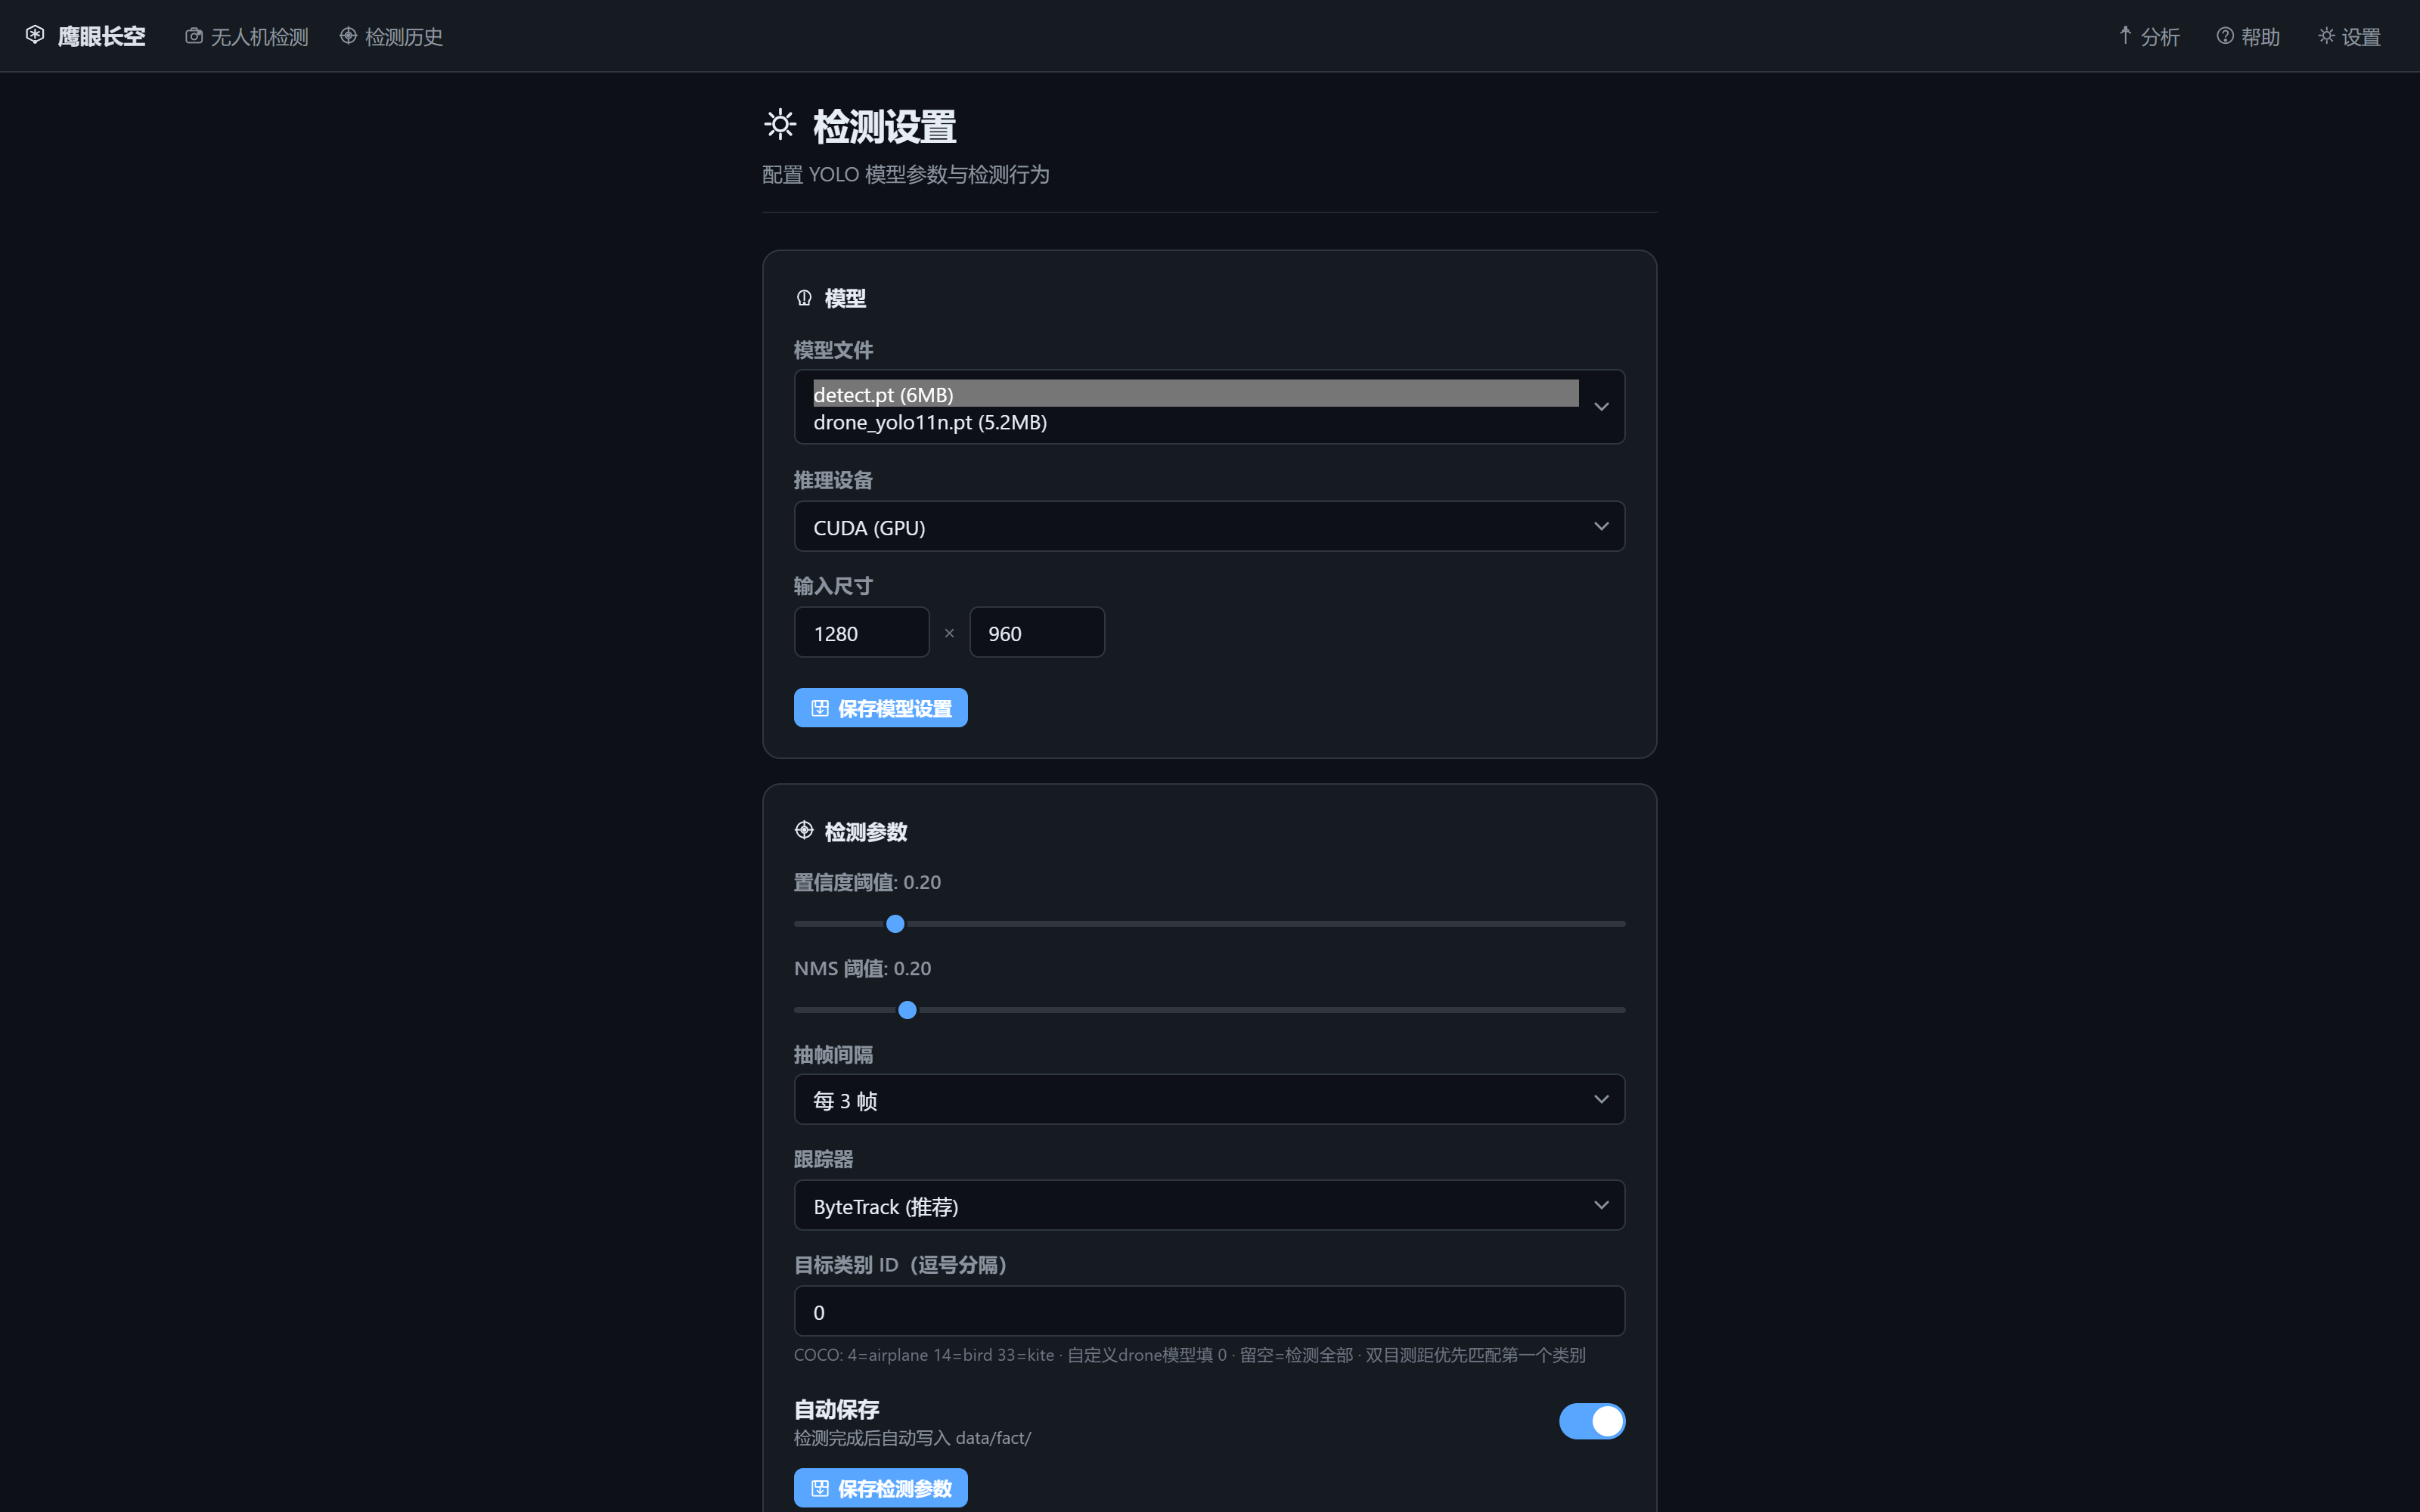 鹰眼长空
无人机检测
检测历史
分析
帮助
设置
检测设置
配置 YOLO 模型参数与检测行为
模型
模型文件
detect.pt (6MB)
drone_yolo11n.pt (5.2MB)
推理设备
CUDA (GPU)
输入尺寸
1280 × 960
保存模型设置
检测参数
置信度阈值: 0.20
NMS 阈值: 0.20
抽帧间隔
每 3 帧
跟踪器
ByteTrack (推荐)
目标类别 ID（逗号分隔）
0
COCO: 4=airplane 14=bird 33=kite · 自定义drone模型填 0 · 留空=检测全部 · 双目测距优先匹配第一个类别
自动保存
检测完成后自动写入 data/fact/
保存检测参数